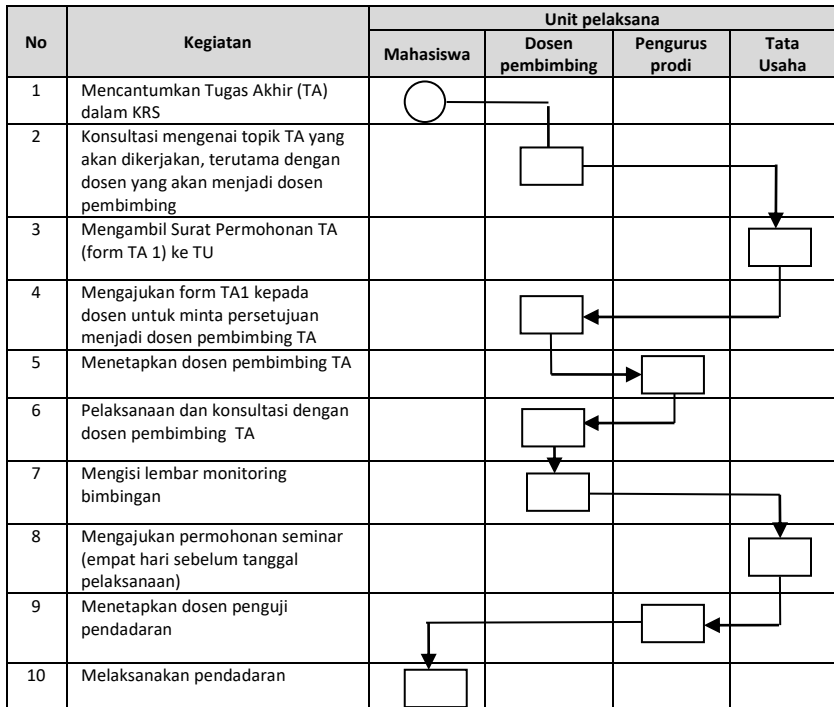 No
Kegiatan
Unit pelaksana
Mahasiswa
Dosen
pembimbing
Pengurus
prodi
Tata
Usaha
1
Mencantumkan Tugas Akhir (TA)
dalam KRS
2
Konsultasi mengenai topik TA yang
akan dikerjakan, terutama dengan
dosen yang akan menjadi dosen
pembimbing
3
Mengambil Surat Permohonan TA
(form TA 1) ke TU
4
Mengajukan form TA1 kepada
dosen untuk minta persetujuan
menjadi dosen pembimbing TA
5
Menetapkan dosen pembimbing TA
6
Pelaksanaan dan konsultasi dengan
dosen pembimbing TA
7
Mengisi lembar monitoring
bimbingan
8
Mengajukan permohonan seminar
(empat hari sebelum tanggal
pelaksanaan)
9
Menetapkan dosen penguji
pendadaran
10
Melaksanakan pendadaran